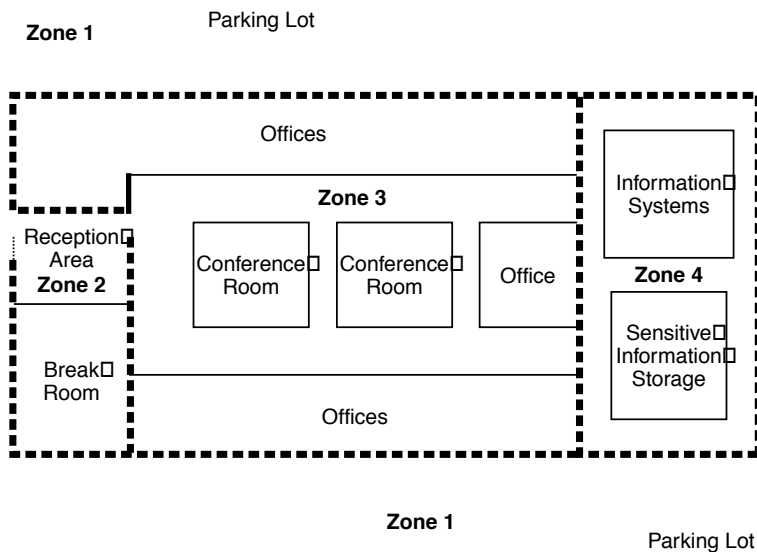 Parking Lot
Zone 1
Offices
Zone 3
Information
Systems
Reception
Area
Zone 2
Conference
Room
Conference
Room
Office
Zone 4
Sensitive
Information
Storage
Break
Room
Offices
Zone 1
Parking Lot